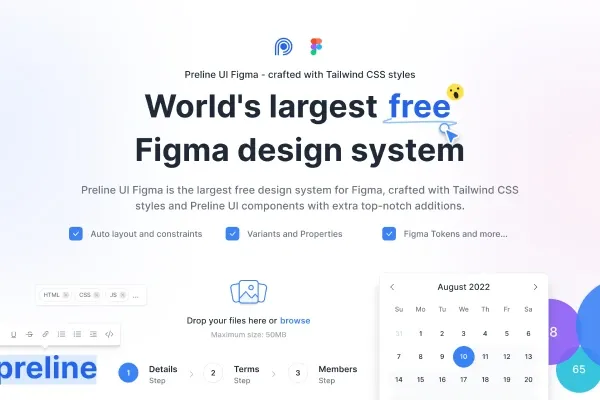 Preline UI Figma - crafted with Tailwind CSS styles
World's largest free
Figma design system
Preline UI Figma is the largest free design system for Figma, crafted with Tailwind CSS
styles and Preline UI components with extra top-notch additions.
Auto layout and constraints
Variants and Properties
Figma Tokens and more...
HTML CSS JS ...
Drop your files here or browse
Maximum size: 50MB
preline
1 Details
Step
2 Terms
Step
3 Members
Step
August 2022
Su Mo Tu We Th Fr Sa
31 1 2 3 4 5 6
7 8 9 10 11 12 13
14 15 16 17 18 19 20
8
65